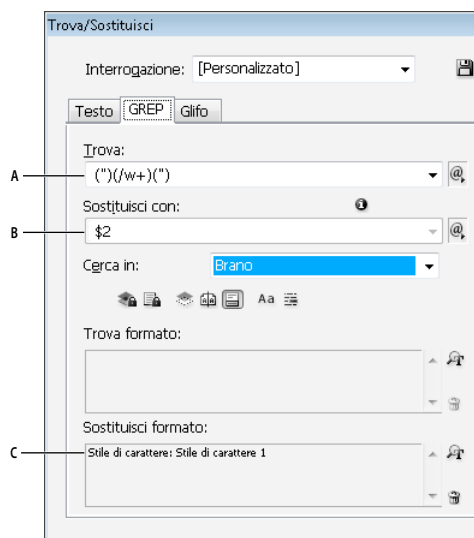 Trova/Sostituisci
Interrogazione: [Personalizzato]
Testo GREP Glifo
Trova:
A (")(/w+)(")
Sostituisci con:
B $2
Cerca in: Brano
Aa
Trova formato:
Sostituisci formato:
C Stile di carattere: Stile di carattere 1